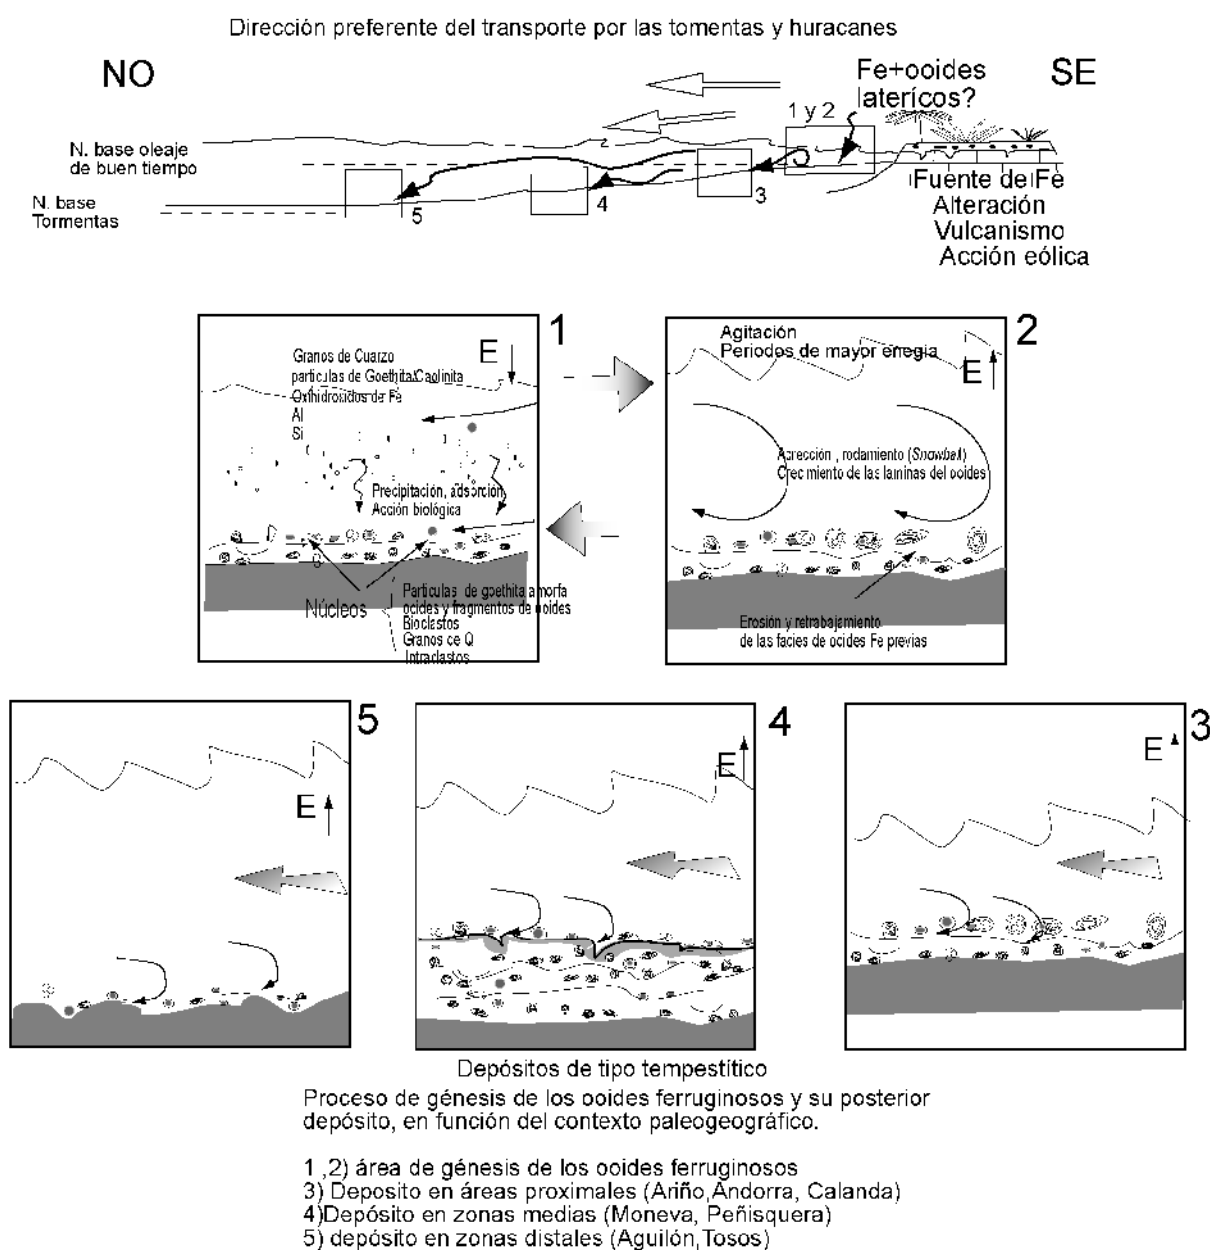 Dirección preferente del transporte por las tomentas y huracanes
NO
SE
Fe+ooides
laterícos?
1 y 2
N. base oleaje
de buen tiempo
N. base
Tormentas
5
4
3
Fuente de Fe
Alteración
Vulcanismo
Acción eólica
1
E
Granos de Cuarzo
particulas de Goethita/Caolinita
Oxihidroxidos de Fe
Al
Si
Precipitación, adsorción
Acción biológica
Núcleos
Particulas de goethita amorfa
ooides y fragmentos de ooides
Bioclastos
Granos de Q
Intraclastos
2
Agitación
Periodos de mayor enegia
E
Acrección , rodamiento (Snowball)
Crecmiento de las laminas del ooides
Erosión y retrabajamiento
de las facies de ooides Fe previas
5
E
4
E
3
E
Depósitos de tipo tempestítico
Proceso de génesis de los ooides ferruginosos y su posterior
depósito, en función del contexto paleogeográfico.
1 ,2) área de génesis de los ooides ferruginosos
3) Deposito en áreas proximales (Ariño,Andorra, Calanda)
4)Depósito en zonas medias (Moneva, Peñisquera)
5) depósito en zonas distales (Aguilón,Tosos)